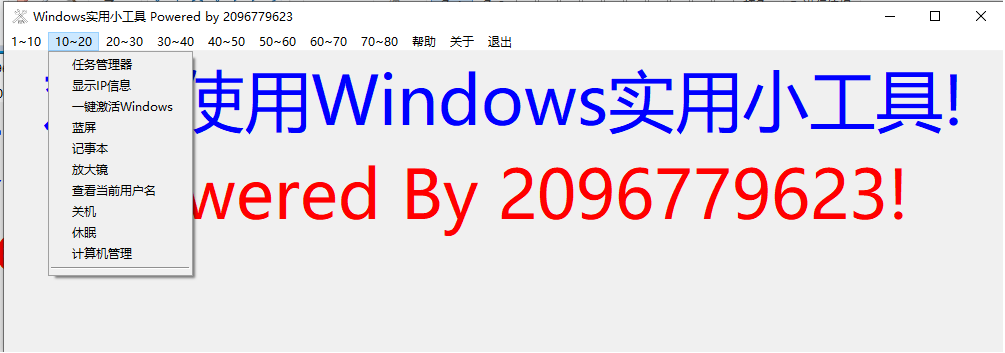 Windows实用小工具 Powered by 2096779623
1~10 10~20 20~30 30~40 40~50 50~60 60~70 70~80 帮助 关于 退出
任务管理器
显示IP信息
一键激活Windows
蓝屏
记事本
放大镜
查看当前用户名
关机
休眠
计算机管理
使用Windows实用小工具!
wered By 2096779623!